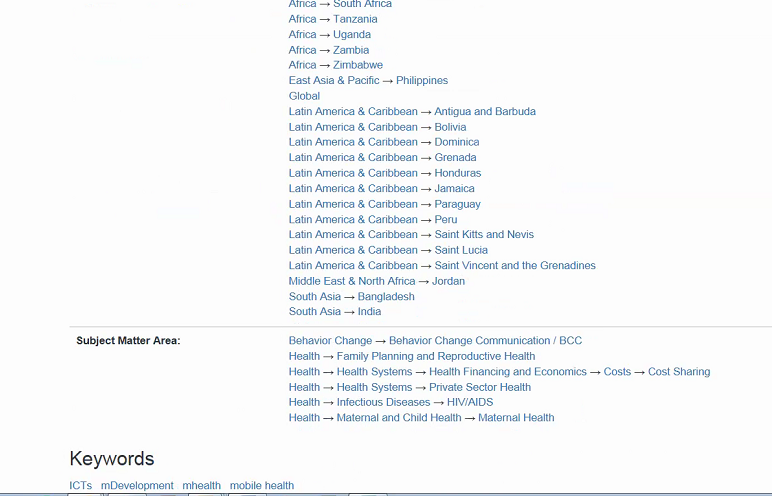 Africa → South Africa
Africa → Tanzania
Africa → Uganda
Africa → Zambia
Africa → Zimbabwe
East Asia & Pacific → Philippines
Global
Latin America & Caribbean → Antigua and Barbuda
Latin America & Caribbean → Bolivia
Latin America & Caribbean → Dominica
Latin America & Caribbean → Grenada
Latin America & Caribbean → Honduras
Latin America & Caribbean → Jamaica
Latin America & Caribbean → Paraguay
Latin America & Caribbean → Peru
Latin America & Caribbean → Saint Kitts and Nevis
Latin America & Caribbean → Saint Lucia
Latin America & Caribbean → Saint Vincent and the Grenadines
Middle East & North Africa → Jordan
South Asia → Bangladesh
South Asia → India
Subject Matter Area: Behavior Change → Behavior Change Communication / BCC
Health → Family Planning and Reproductive Health
Health → Health Systems → Health Financing and Economics → Costs → Cost Sharing
Health → Health Systems → Private Sector Health
Health → Infectious Diseases → HIV/AIDS
Health → Maternal and Child Health → Maternal Health
Keywords
ICTs mDevelopment mhealth mobile health